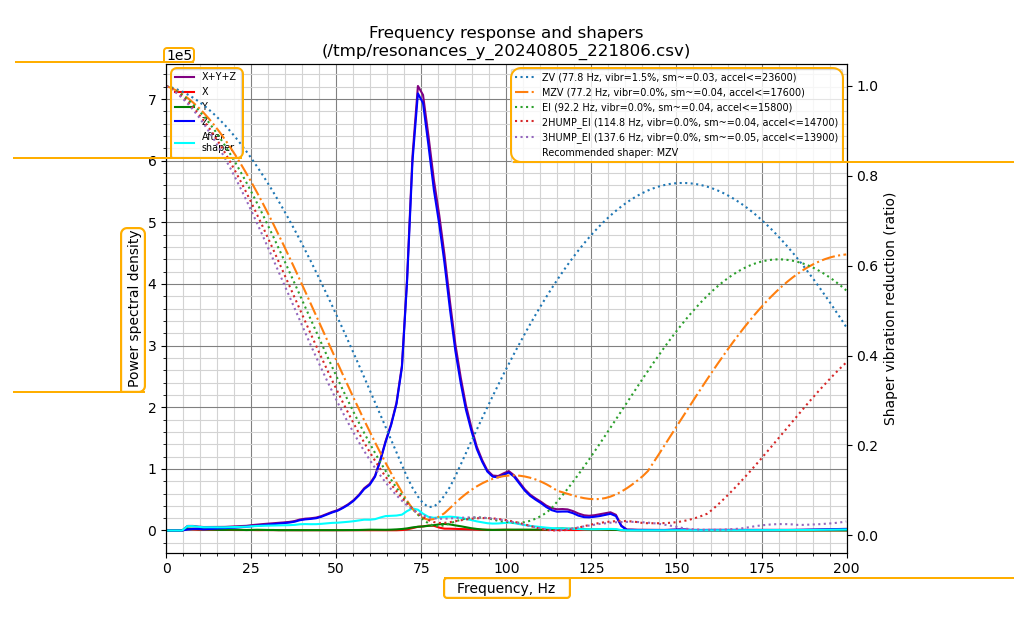 Frequency response and shapers
(/tmp/resonances_y_20240805_221806.csv)
1e5
X+Y+Z
X
Y
Z
After
shaper
ZV (77.8 Hz, vibr=1.5%, sm~=0.03, accel<=23600)
MZV (77.2 Hz, vibr=0.0%, sm~=0.04, accel<=17600)
EI (92.2 Hz, vibr=0.0%, sm~=0.04, accel<=15800)
2HUMP_EI (114.8 Hz, vibr=0.0%, sm~=0.04, accel<=14700)
3HUMP_EI (137.6 Hz, vibr=0.0%, sm~=0.05, accel<=13900)
Recommended shaper: MZV
Power spectral density
7
6
5
4
3
2
1
0
1.0
0.8
0.6
0.4
0.2
0.0
Shaper vibration reduction (ratio)
0 25 50 75 100 125 150 175 200
Frequency, Hz